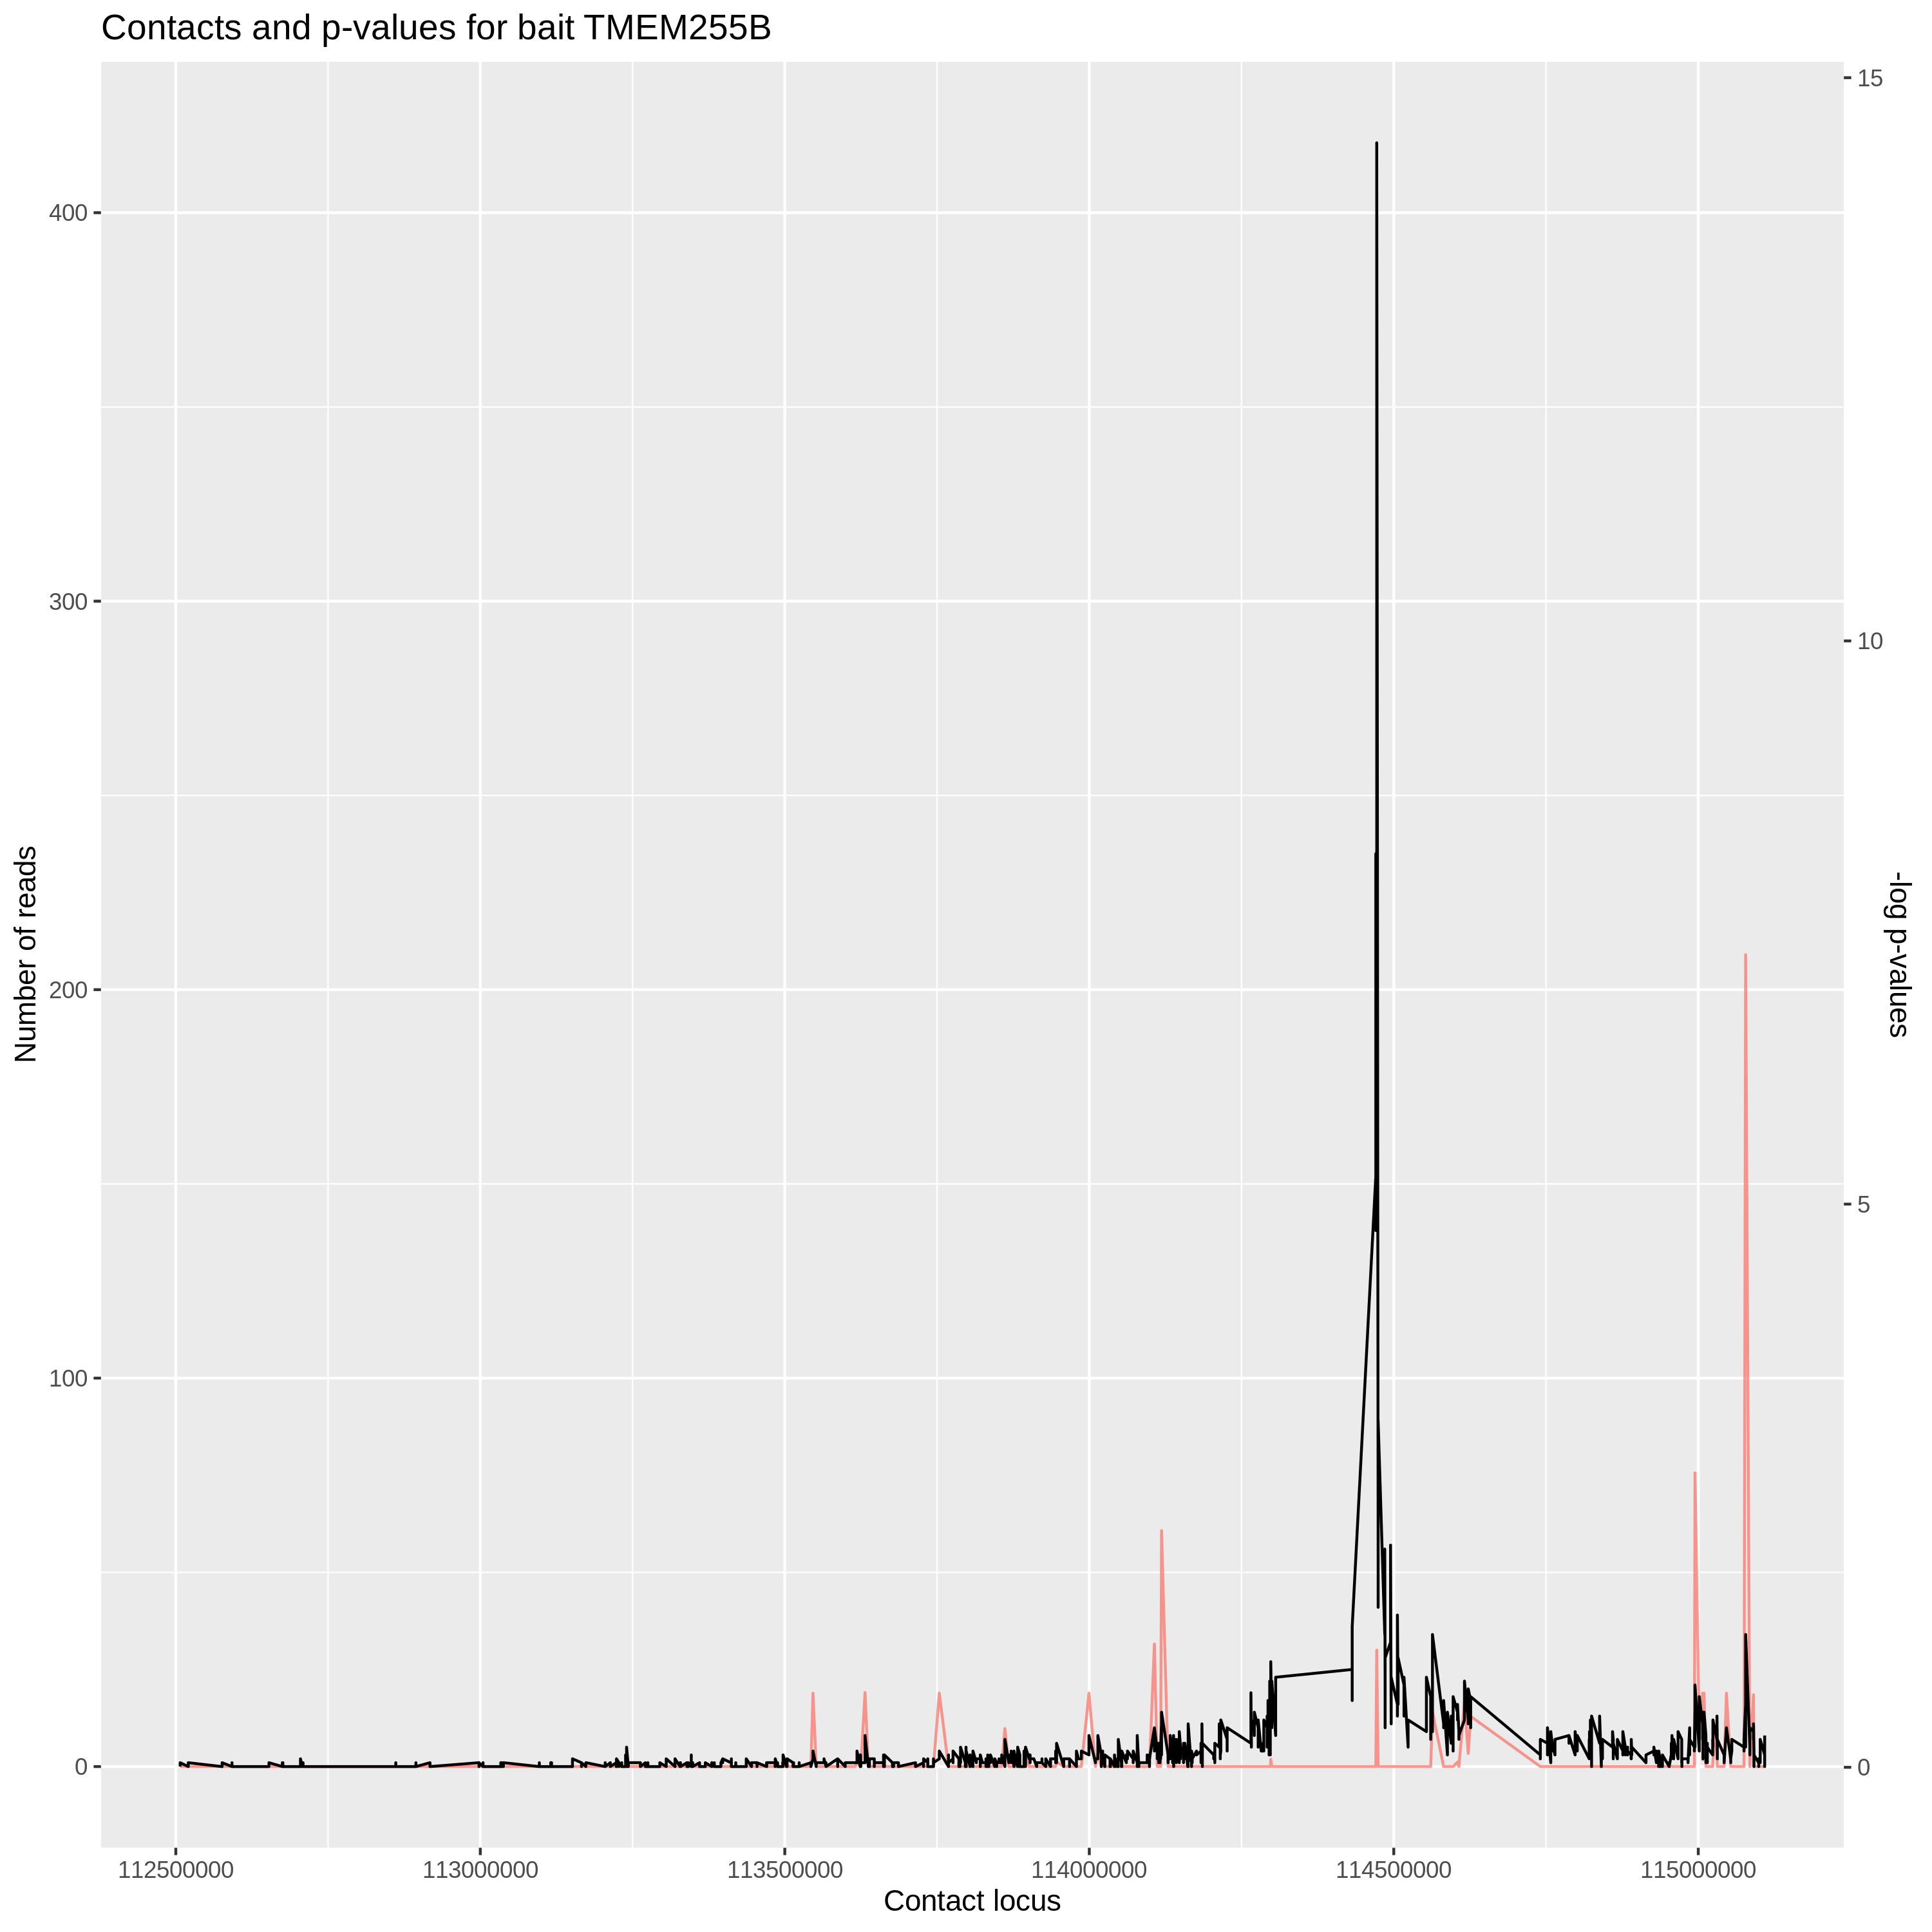 Contacts and p-values for bait TMEM255B
15
400
300
10
Number of reads
-log p-values
200
5
100
0
0
112500000 113000000 113500000 114000000 114500000 115000000
Contact locus